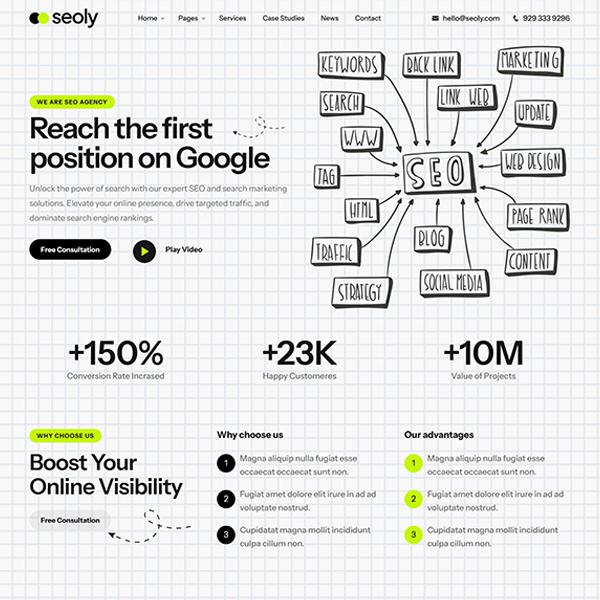 seoly
Home Pages Services Case Studies News Contact
hello@seoly.com 929 333 9296
WE ARE SEO AGENCY
Reach the first
position on Google
Unlock the power of search with our expert SEO and search marketing
solutions. Elevate your online presence, drive targeted traffic, and
dominate search engine rankings.
Free Consultation
Play Video
KEYWORDS
BACK LINK
MARKETING
SEARCH
LINK WEB
UPDATE
WWW
SEO
WEB DESIGN
TAG
HTML
PAGE RANK
BLOG
TRAFFIC
CONTENT
STRATEGY
SOCIAL MEDIA
+150%
Conversion Rate Incrased
+23K
Happy Customeres
+10M
Value of Projects
WHY CHOOSE US
Boost Your
Online Visibility
Free Consultation
Why choose us
1 Magna aliquip nulla fugiat esse
occaecat occaecat sunt non.
2 Fugiat amet dolore elit irure in ad ad
voluptate nostrud.
3 Cupidatat magna mollit incididunt
culpa cillum non.
Our advantages
1 Magna aliquip nulla fugiat esse
occaecat occaecat sunt non.
2 Fugiat amet dolore elit irure in ad ad
voluptate nostrud.
3 Cupidatat magna mollit incididunt
culpa cillum non.